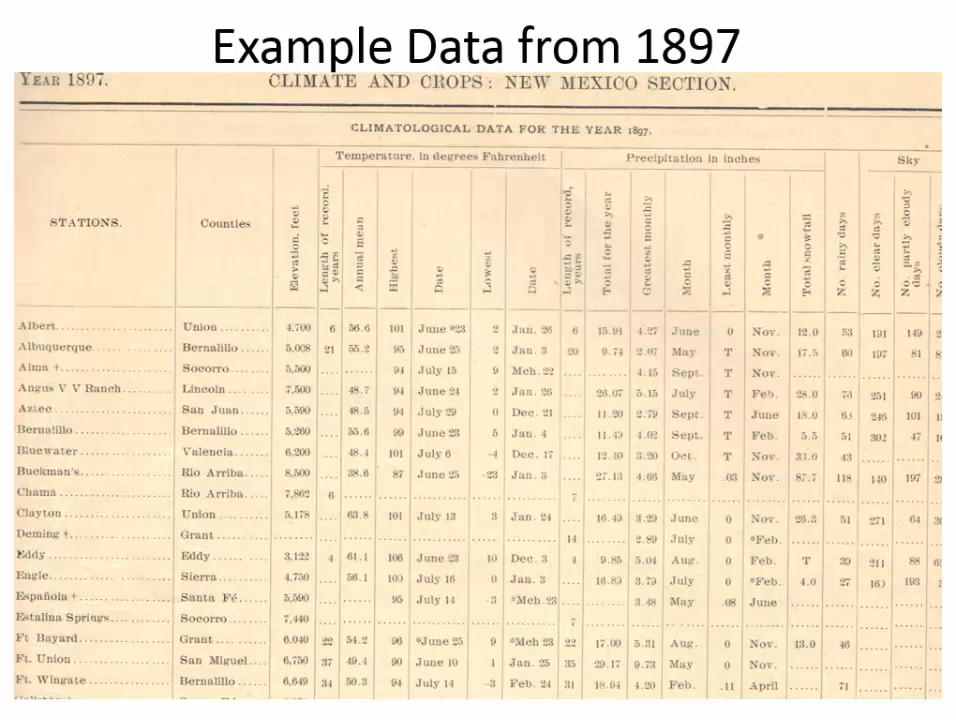 Example Data from 1897
YEAR 1897.
CLIMATE AND CROPS: NEW MEXICO SECTION.
CLIMATOLOGICAL DATA FOR THE YEAR 1897.
Temperature, in degrees Fahrenheit
Precipitation in inches
Sky
STATIONS.
Counties
Elevation, feet
Length of record, years
Annual mean
Highest
Date
Lowest
Date
Length of record, years
Total for the year
Greatest monthly
Month
Least monthly
Month
Total snowfall
No. rainy days
No. clear days
No. partly cloudy days
Albert Union 4,700 6 56.6 101 June *23 2 Jan. 26 6 15.91 4.27 June 0 Nov. 12.0 53 191 149
Albuquerque Bernalillo 5,008 21 55.2 95 June 25 2 Jan. 3 20 9.74 2.07 May T Nov. 17.5 60 197 81
Alma + Socorro 5,500 94 July 15 9 Mch. 22 4.15 Sept. T Nov.
Angus V V Ranch Lincoln 7,500 48.7 94 June 24 2 Jan. 26 26.07 5.15 July T Feb. 28.0 73 251 90
Aztec San Juan 5,590 48.5 94 July 29 0 Dec. 21 11.20 2.79 Sept. T June 18.0 63 246 101
Bernalillo Bernalillo 5,260 55.6 99 June 23 5 Jan. 4 11.49 4.02 Sept. T Feb. 5.5 51 302 47
Bluewater Valencia 6,200 48.4 101 July 6 -4 Dec. 17 12.40 3.20 Oct. T Nov. 33.0 43
Buckman's Rio Arriba 8,500 38.6 87 June 25 -23 Jan. 3 27.13 4.66 May .03 Nov. 87.7 118 140 197
Chama Rio Arriba 7,862 6 7
Clayton Union 5,178 63.8 101 July 13 3 Jan. 24 16.49 3.29 June 0 Nov. 26.3 51 271 64
Deming + Grant 14 2.89 July 0 *Feb.
Eddy Eddy 3,122 4 61.1 106 June 23 10 Dec. 3 4 9.85 5.04 Aug. 0 Feb. T 39 211 88
Engle Sierra 4,750 56.1 100 July 16 0 Jan. 3 16.89 3.79 July 0 *Feb. 4.0 27 169 193
Española + Santa Fé 5,590 95 July 14 -3 *Mch. 23 3.48 May .08 June
Estalina Springs Socorro 7,440 7
Ft Bayard Grant 6,040 22 54.2 96 *June 25 9 *Mch 23 22 17.00 5.31 Aug. 0 Nov. 13.0 46
Ft. Union San Miguel 6,750 37 49.4 90 June 10 1 Jan. 25 35 29.17 9.73 May 0 Nov.
Ft. Wingate Bernalillo 6,649 34 50.3 94 July 14 -3 Feb. 24 31 18.94 4.20 Feb. .11 April 71